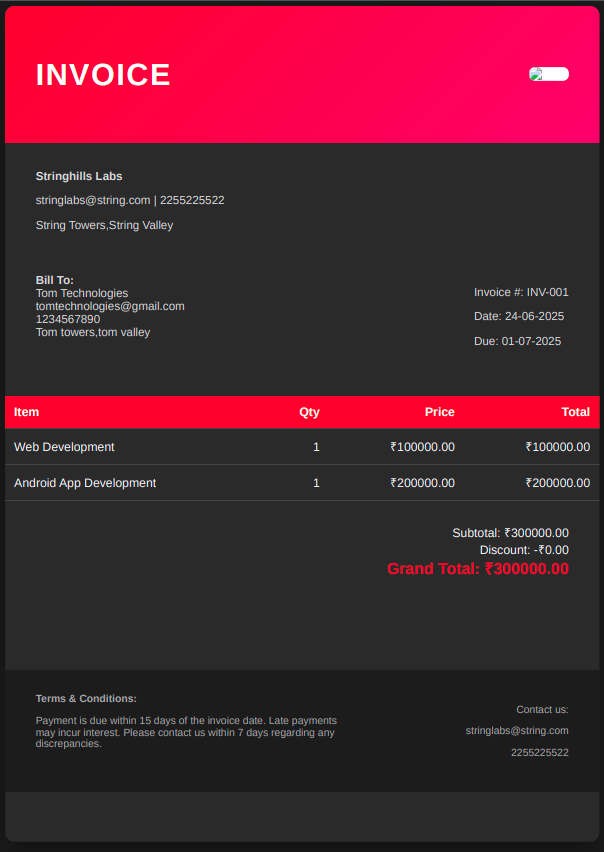 INVOICE
Stringhills Labs
stringlabs@string.com | 2255225522
String Towers,String Valley
Bill To:
Tom Technologies
tomtechnologies@gmail.com
1234567890
Tom towers,tom valley
Invoice #: INV-001
Date: 24-06-2025
Due: 01-07-2025
Item Qty Price Total
Web Development 1 ₹100000.00 ₹100000.00
Android App Development 1 ₹200000.00 ₹200000.00
Subtotal: ₹300000.00
Discount: -₹0.00
Grand Total: ₹300000.00
Terms & Conditions:
Payment is due within 15 days of the invoice date. Late payments
may incur interest. Please contact us within 7 days regarding any
discrepancies.
Contact us:
stringlabs@string.com
2255225522